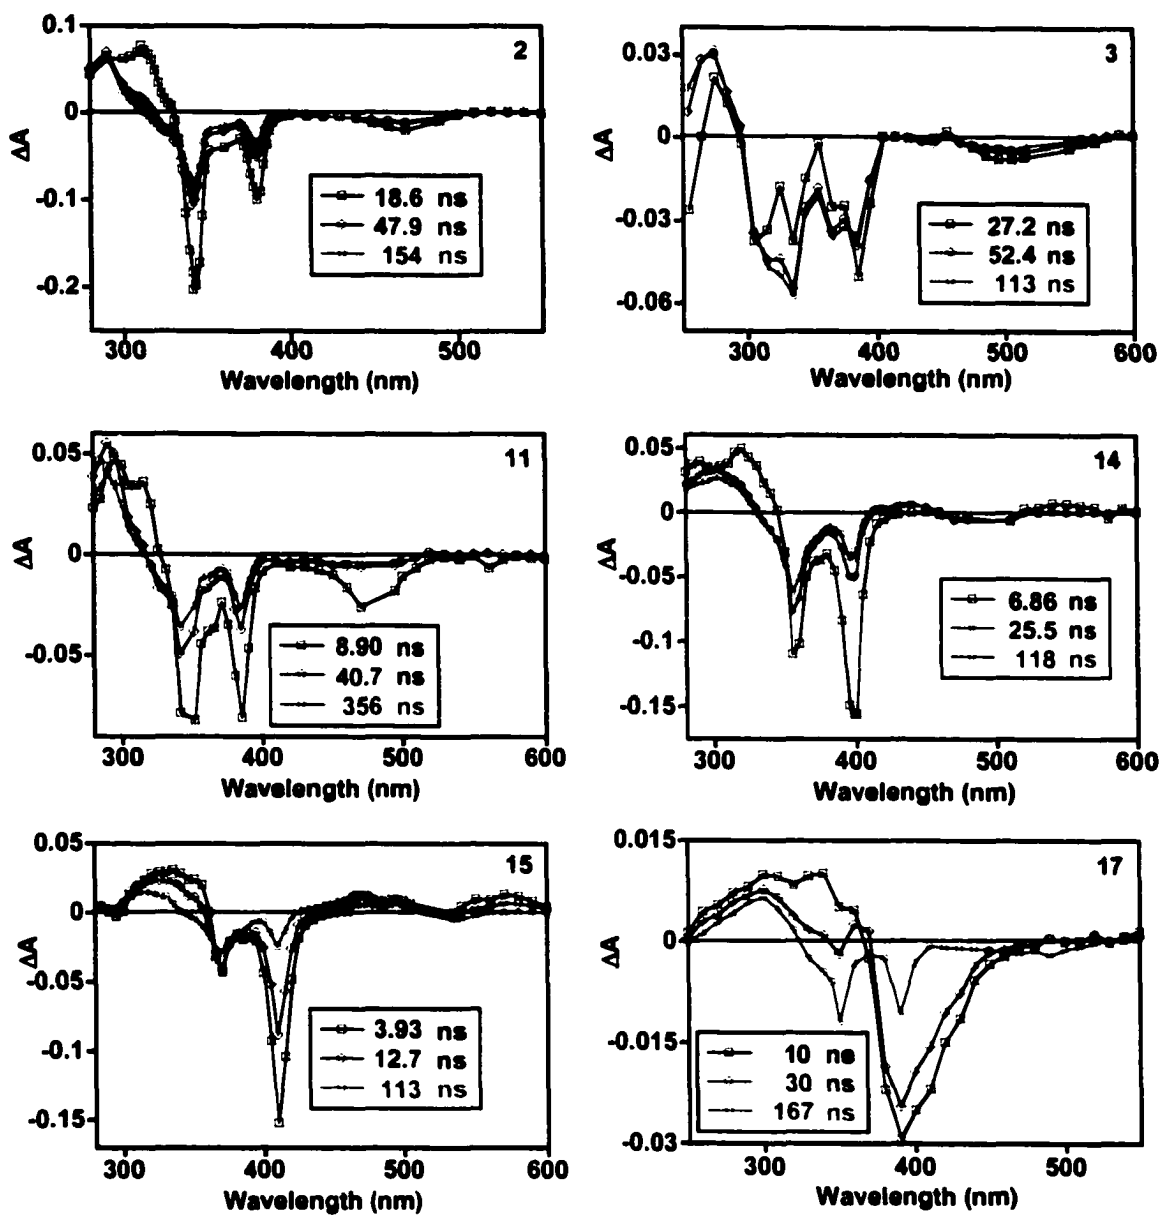 0.1
0
-0.1
-0.2
ΔA
2
18.6 ns
47.9 ns
154 ns
300
400
500
Wavelength (nm)
0.03
0
-0.03
-0.06
ΔA
3
27.2 ns
52.4 ns
113 ns
300
400
500
600
Wavelength (nm)
0.05
0
-0.05
ΔA
11
8.90 ns
40.7 ns
356 ns
300
400
500
600
Wavelength (nm)
0.05
0
-0.05
-0.1
-0.15
ΔA
14
6.86 ns
25.5 ns
118 ns
300
400
500
600
Wavelength (nm)
0.05
0
-0.05
-0.1
-0.15
ΔA
15
3.93 ns
12.7 ns
113 ns
300
400
500
600
Wavelength (nm)
0.015
0
-0.015
-0.03
ΔA
17
10 ns
30 ns
167 ns
300
400
500
Wavelength (nm)